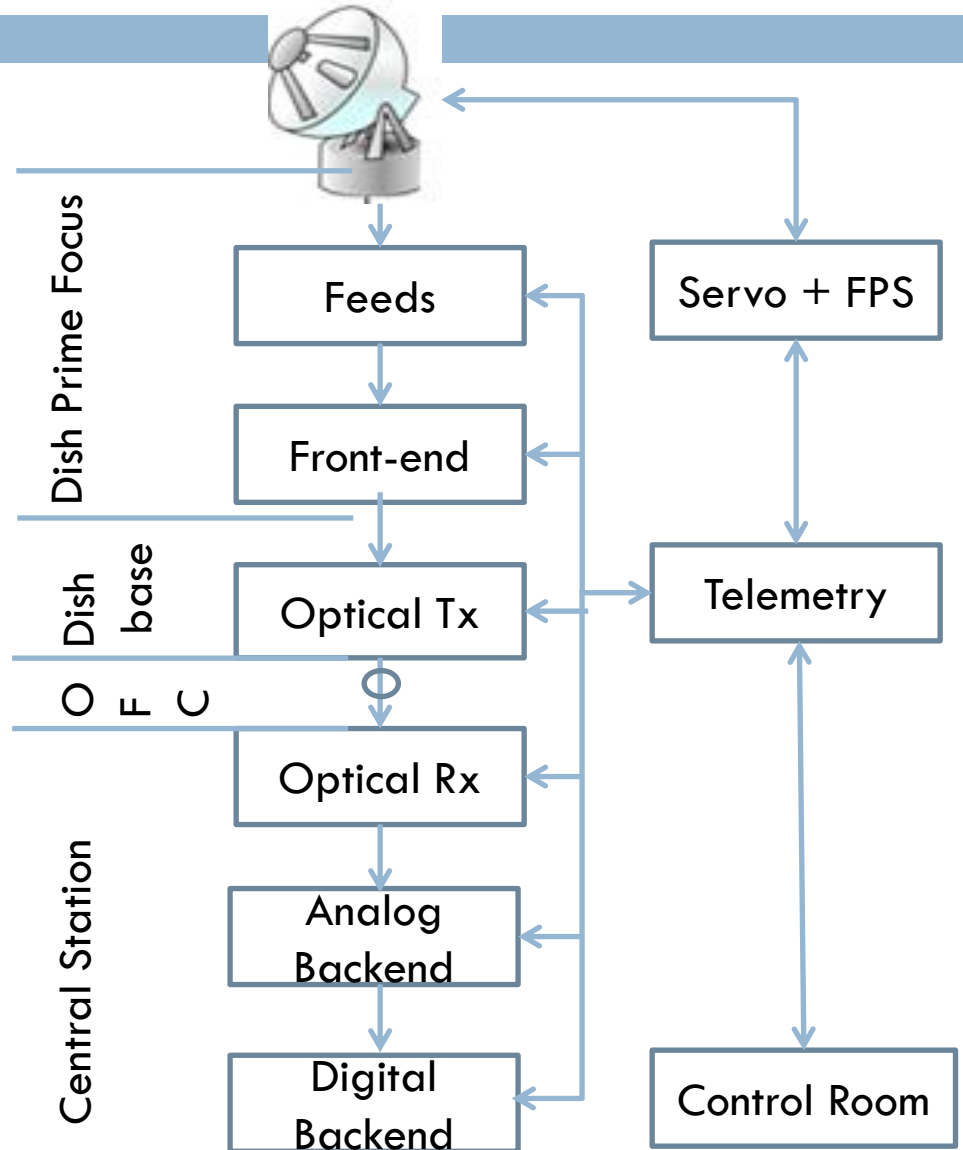 Dish Prime Focus
Feeds
Servo + FPS
Front-end
Dish
base
Optical Tx
Telemetry
O
F
C
Optical Rx
Central Station
Analog
Backend
Digital
Backend
Control Room